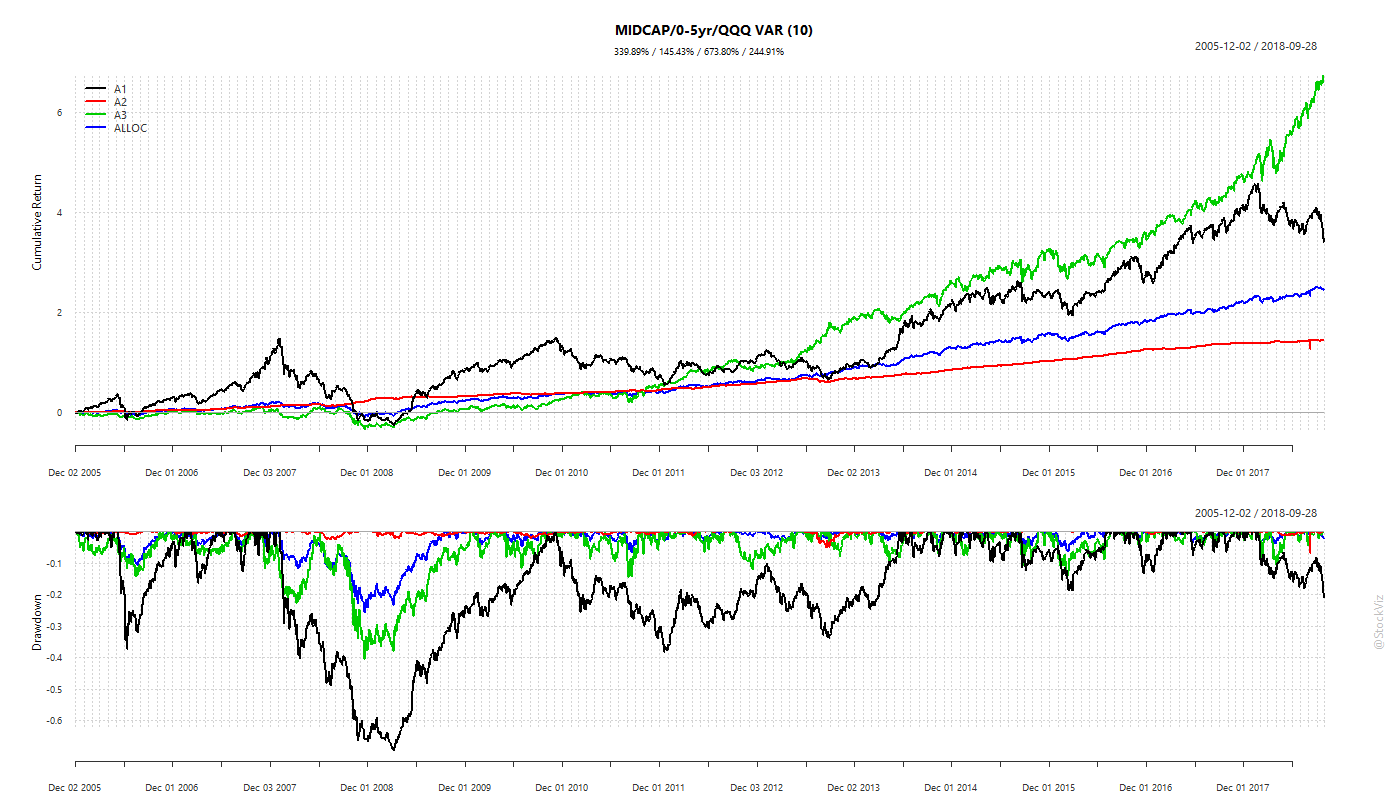 MIDCAP/0-5yr/QQQ VAR (10)
339.89% / 145.43% / 673.80% / 244.91%
2005-12-02 / 2018-09-28
A1
A2
A3
ALLOC
Cumulative Return
6
4
2
0
Dec 02 2005 Dec 01 2006 Dec 03 2007 Dec 01 2008 Dec 01 2009 Dec 01 2010 Dec 01 2011 Dec 03 2012 Dec 02 2013 Dec 01 2014 Dec 01 2015 Dec 01 2016 Dec 01 2017
2005-12-02 / 2018-09-28
Drawdown
-0.1
-0.2
-0.3
-0.4
-0.5
-0.6
Dec 02 2005 Dec 01 2006 Dec 03 2007 Dec 01 2008 Dec 01 2009 Dec 01 2010 Dec 01 2011 Dec 03 2012 Dec 02 2013 Dec 01 2014 Dec 01 2015 Dec 01 2016 Dec 01 2017
@StockViz